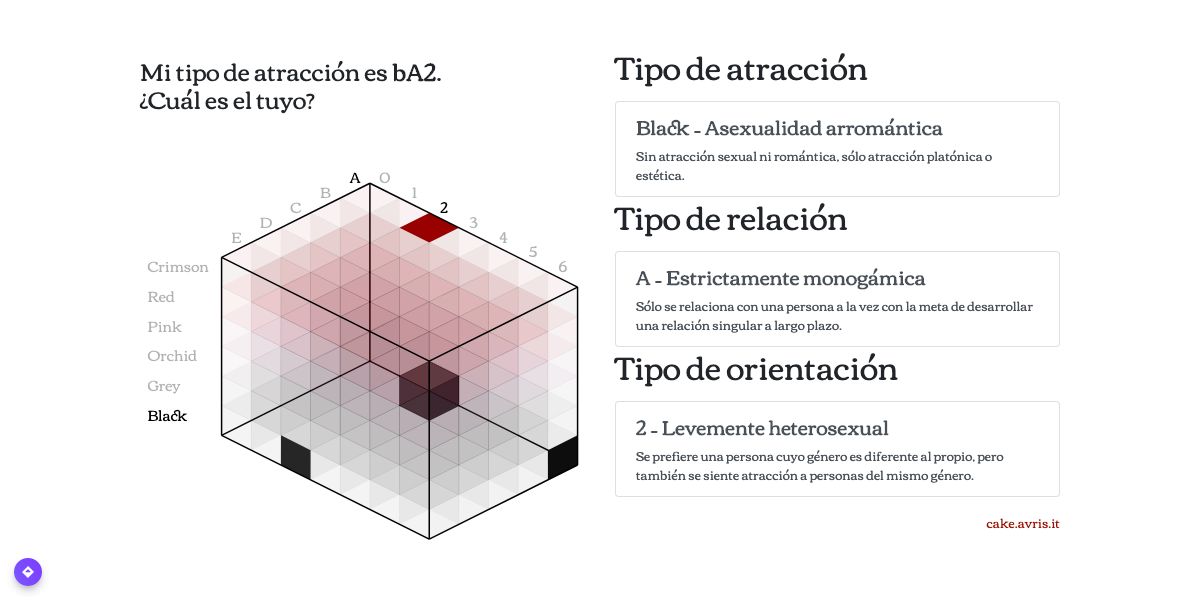 Mi tipo de atracción es bA2.
¿Cuál es el tuyo?
A
B
C
D
E
0
1
2
3
4
5
6
Crimson
Red
Pink
Orchid
Grey
Black
Tipo de atracción
Black - Asexualidad arromántica
Sin atracción sexual ni romántica, sólo atracción platónica o
estética.
Tipo de relación
A - Estrictamente monogámica
Sólo se relaciona con una persona a la vez con la meta de desarrollar
una relación singular a largo plazo.
Tipo de orientación
2 - Levemente heterosexual
Se prefiere una persona cuyo género es diferente al propio, pero
también se siente atracción a personas del mismo género.
cake.avris.it